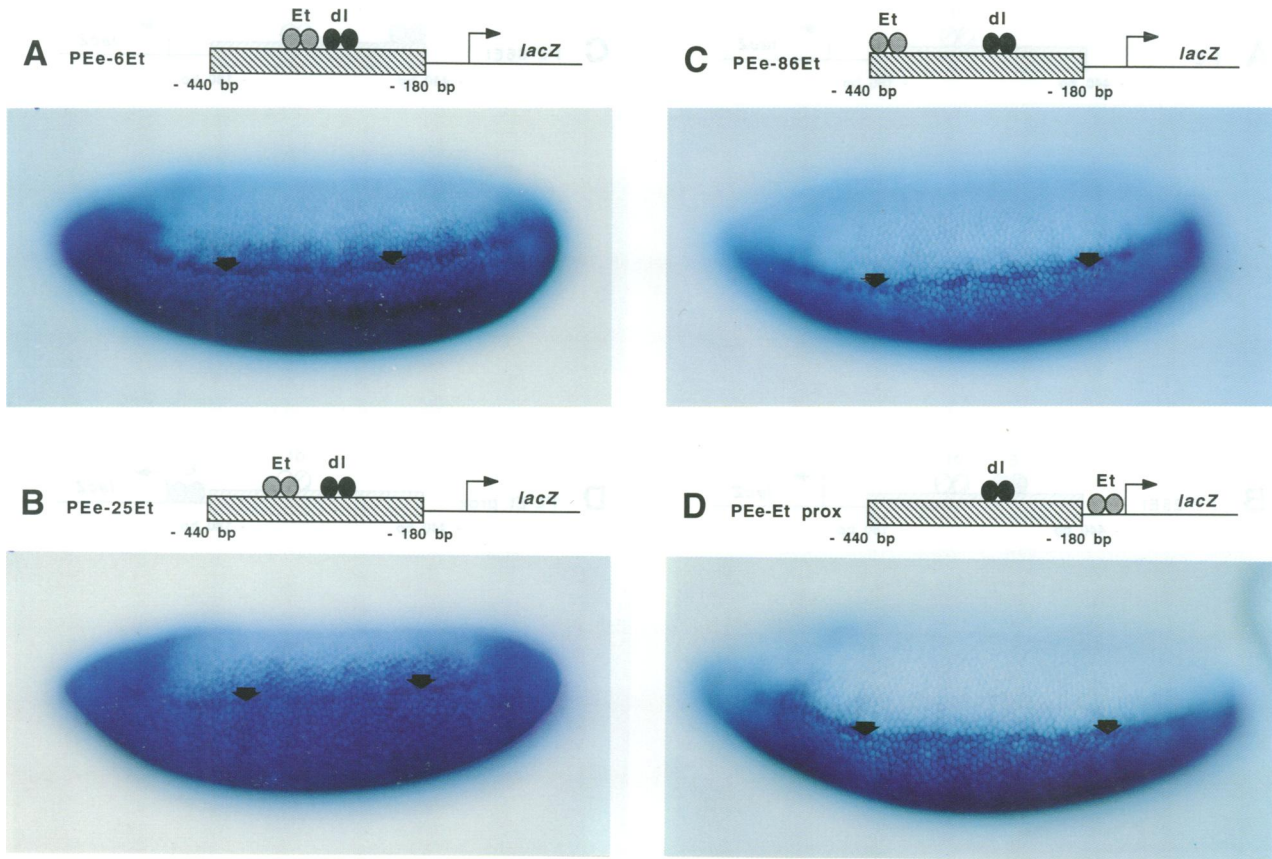 A
PEe-6Et
Et
dl
lacZ
- 440 bp
- 180 bp
C
PEe-86Et
Et
dl
lacZ
- 440 bp
- 180 bp
B
PEe-25Et
Et
dl
lacZ
- 440 bp
- 180 bp
D
PEe-Et prox
dl
Et
lacZ
- 440 bp
- 180 bp